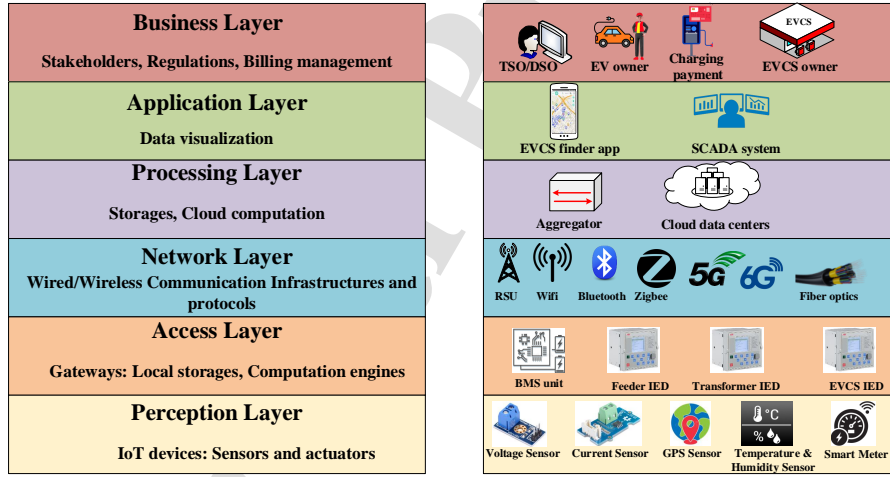 Business Layer
Stakeholders, Regulations, Billing management
EVCS
TSO/DSO
EV owner
Charging
payment
EVCS owner
Application Layer
Data visualization
EVCS finder app
SCADA system
Processing Layer
Storages, Cloud computation
Aggregator
Cloud data centers
Network Layer
Wired/Wireless Communication Infrastructures and
protocols
5G
6G
RSU
Wifi
Bluetooth
Zigbee
Fiber optics
Access Layer
Gateways: Local storages, Computation engines
BMS unit
Feeder IED
Transformer IED
EVCS IED
Perception Layer
IoT devices: Sensors and actuators
°C
%
Voltage Sensor
Current Sensor
GPS Sensor
Temperature &
Humidity Sensor
Smart Meter